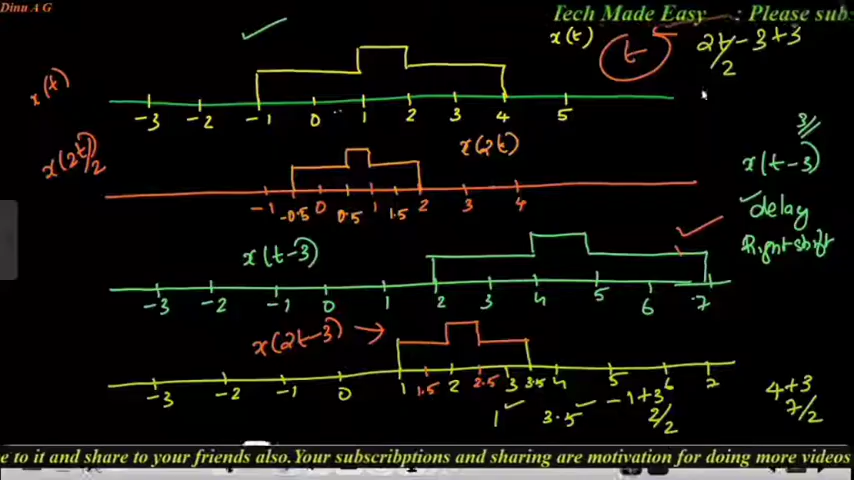 Dinu A G
Tech Made Easy : Please subs
x(t)
t
2t - 3 + 3
2
x(t)
-3 -2 -1 0 1 2 3 4 5
x(2t)/2
x(2t)
3//
x(t-3)
-1 -0.5 0 0.5 1 1.5 2 3 4
delay
Right-shift
x(t-3)
-3 -2 -1 0 1 2 3 4 5 6 7
x(2t-3)
-3 -2 -1 0 1 1.5 2 2.5 3 3.5 4 5 6 7
1 3.5 -1+3
2/2
4+3
7/2
e to it and share to your friends also.Your subscribptions and sharing are motivation for doing more videos